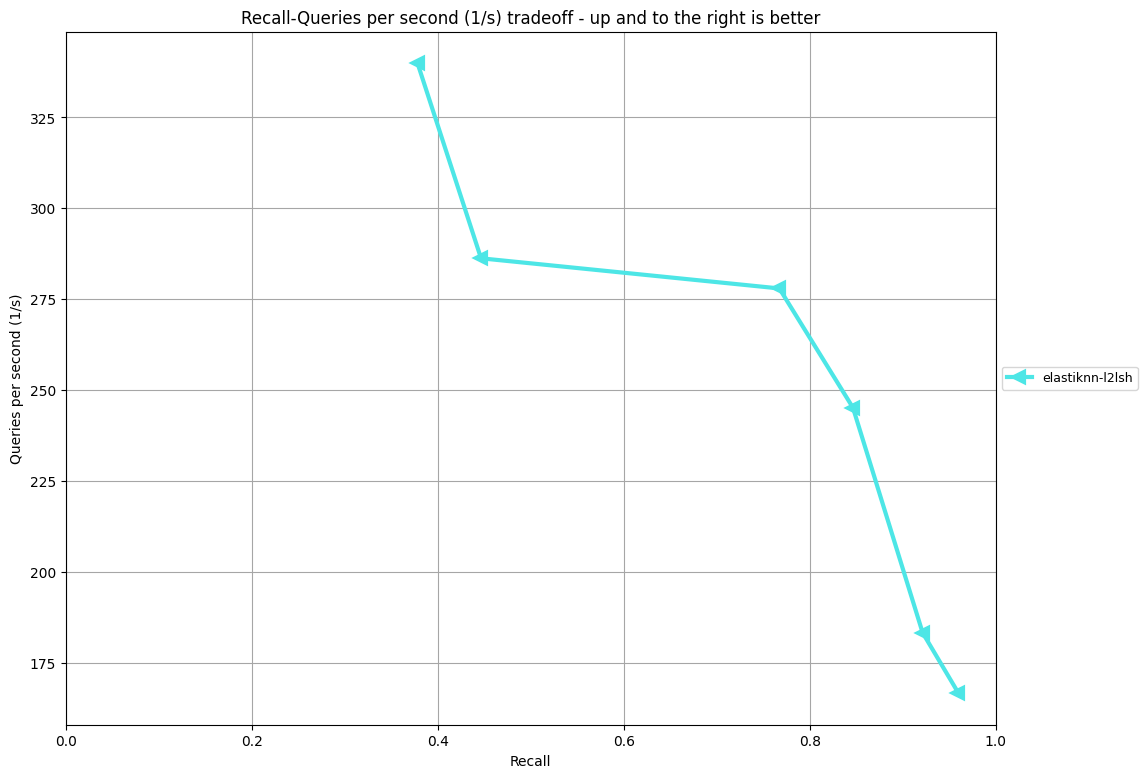 Recall-Queries per second (1/s) tradeoff - up and to the right is better
Queries per second (1/s)
325
300
275
250
225
200
175
0.0 0.2 0.4 0.6 0.8 1.0
Recall
elastiknn-l2lsh